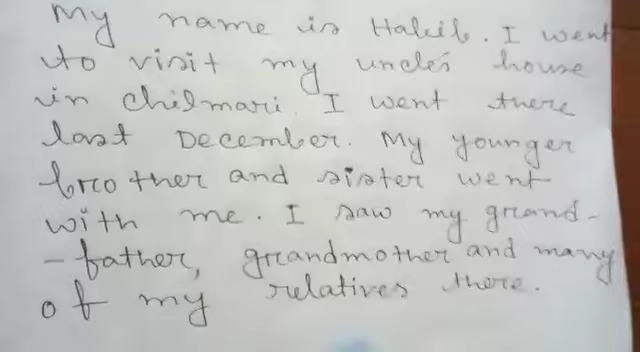 My name is Habib. I went
to visit my uncle's house
in chilmari. I went there
last December. My younger
brother and sister went
with me. I saw my grand-
-father, grandmother and many
of my relatives there.